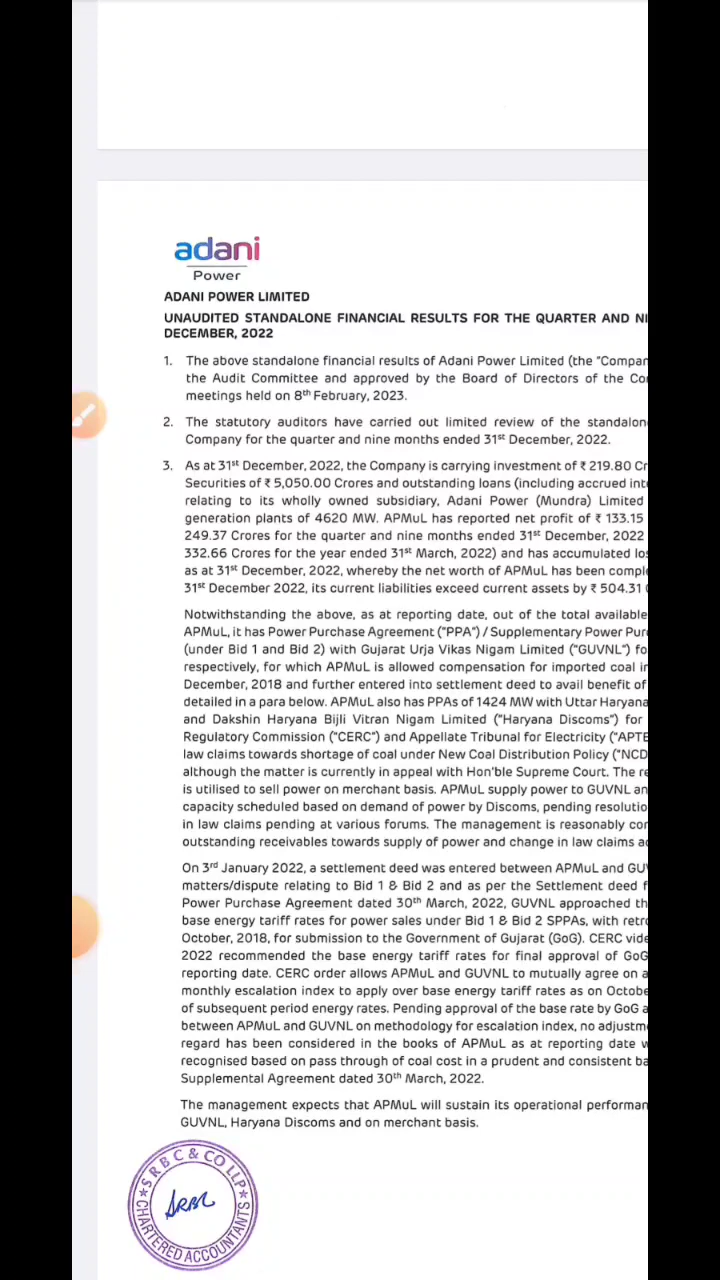 adani
Power
ADANI POWER LIMITED
UNAUDITED STANDALONE FINANCIAL RESULTS FOR THE QUARTER AND NI
DECEMBER, 2022
1. The above standalone financial results of Adani Power Limited (the "Compan
the Audit Committee and approved by the Board of Directors of the Co
meetings held on 8th February, 2023.
2. The statutory auditors have carried out limited review of the standalon
Company for the quarter and nine months ended 31st December, 2022.
3. As at 31st December, 2022, the Company is carrying investment of ₹ 219.80 Cr
Securities of ₹ 5,050.00 Crores and outstanding loans (including accrued int
relating to its wholly owned subsidiary, Adani Power (Mundra) Limited
generation plants of 4620 MW. APMuL has reported net profit of ₹ 133.15
249.37 Crores for the quarter and nine months ended 31st December, 2022
332.66 Crores for the year ended 31st March, 2022) and has accumulated lo
as at 31st December, 2022, whereby the net worth of APMuL has been compl
31st December 2022, its current liabilities exceed current assets by ₹ 504.31
Notwithstanding the above, as at reporting date, out of the total available
APMuL, it has Power Purchase Agreement ("PPA") / Supplementary Power Pur
(under Bid 1 and Bid 2) with Gujarat Urja Vikas Nigam Limited ("GUVNL") fo
respectively, for which APMuL is allowed compensation for imported coal in
December, 2018 and further entered into settlement deed to avail benefit of
detailed in a para below. APMuL also has PPAs of 1424 MW with Uttar Haryana
and Dakshin Haryana Bijli Vitran Nigam Limited ("Haryana Discoms") for
Regulatory Commission ("CERC") and Appellate Tribunal for Electricity ("APTE
law claims towards shortage of coal under New Coal Distribution Policy ("NCD
although the matter is currently in appeal with Hon'ble Supreme Court. The re
is utilised to sell power on merchant basis. APMuL supply power to GUVNL an
capacity scheduled based on demand of power by Discoms, pending resolutio
in law claims pending at various forums. The management is reasonably con
outstanding receivables towards supply of power and change in law claims a
On 3rd January 2022, a settlement deed was entered between APMuL and GU
matters/dispute relating to Bid 1 & Bid 2 and as per the Settlement deed f
Power Purchase Agreement dated 30th March, 2022, GUVNL approached th
base energy tariff rates for power sales under Bid 1 & Bid 2 SPPAs, with retro
October, 2018, for submission to the Government of Gujarat (GoG). CERC vide
2022 recommended the base energy tariff rates for final approval of GoG
reporting date. CERC order allows APMuL and GUVNL to mutually agree on a
monthly escalation index to apply over base energy tariff rates as on Octobe
of subsequent period energy rates. Pending approval of the base rate by GoG a
between APMuL and GUVNL on methodology for escalation index, no adjustm
regard has been considered in the books of APMuL as at reporting date w
recognised based on pass through of coal cost in a prudent and consistent ba
Supplemental Agreement dated 30th March, 2022.
The management expects that APMuL will sustain its operational performan
GUVNL, Haryana Discoms and on merchant basis.
S R B C & CO LLP
SRBC
CHARTERED ACCOUNTANTS